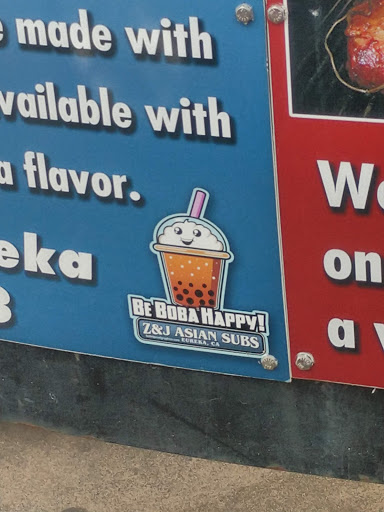 made with
vailable with
a flavor.
eka
BE BOBA HAPPY!
Z&J ASIAN SUBS
EUREKA, CA
on
a